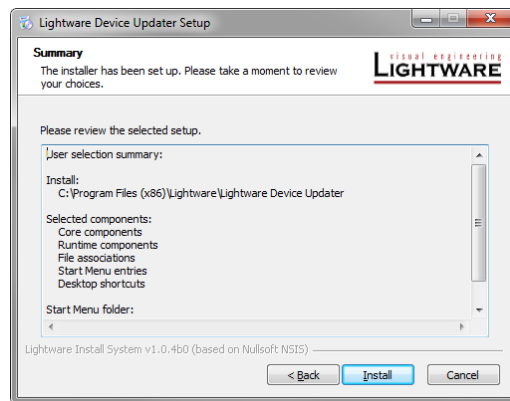 Lightware Device Updater Setup
Summary
The installer has been set up. Please take a moment to review
your choices.
visual engineering
LIGHTWARE
Please review the selected setup.
User selection summary:
Install:
C:\Program Files (x86)\Lightware\Lightware Device Updater
Selected components:
Core components
Runtime components
File associations
Start Menu entries
Desktop shortcuts
Start Menu folder:
Lightware Install System v1.0.4b0 (based on Nullsoft NSIS)
< Back
Install
Cancel